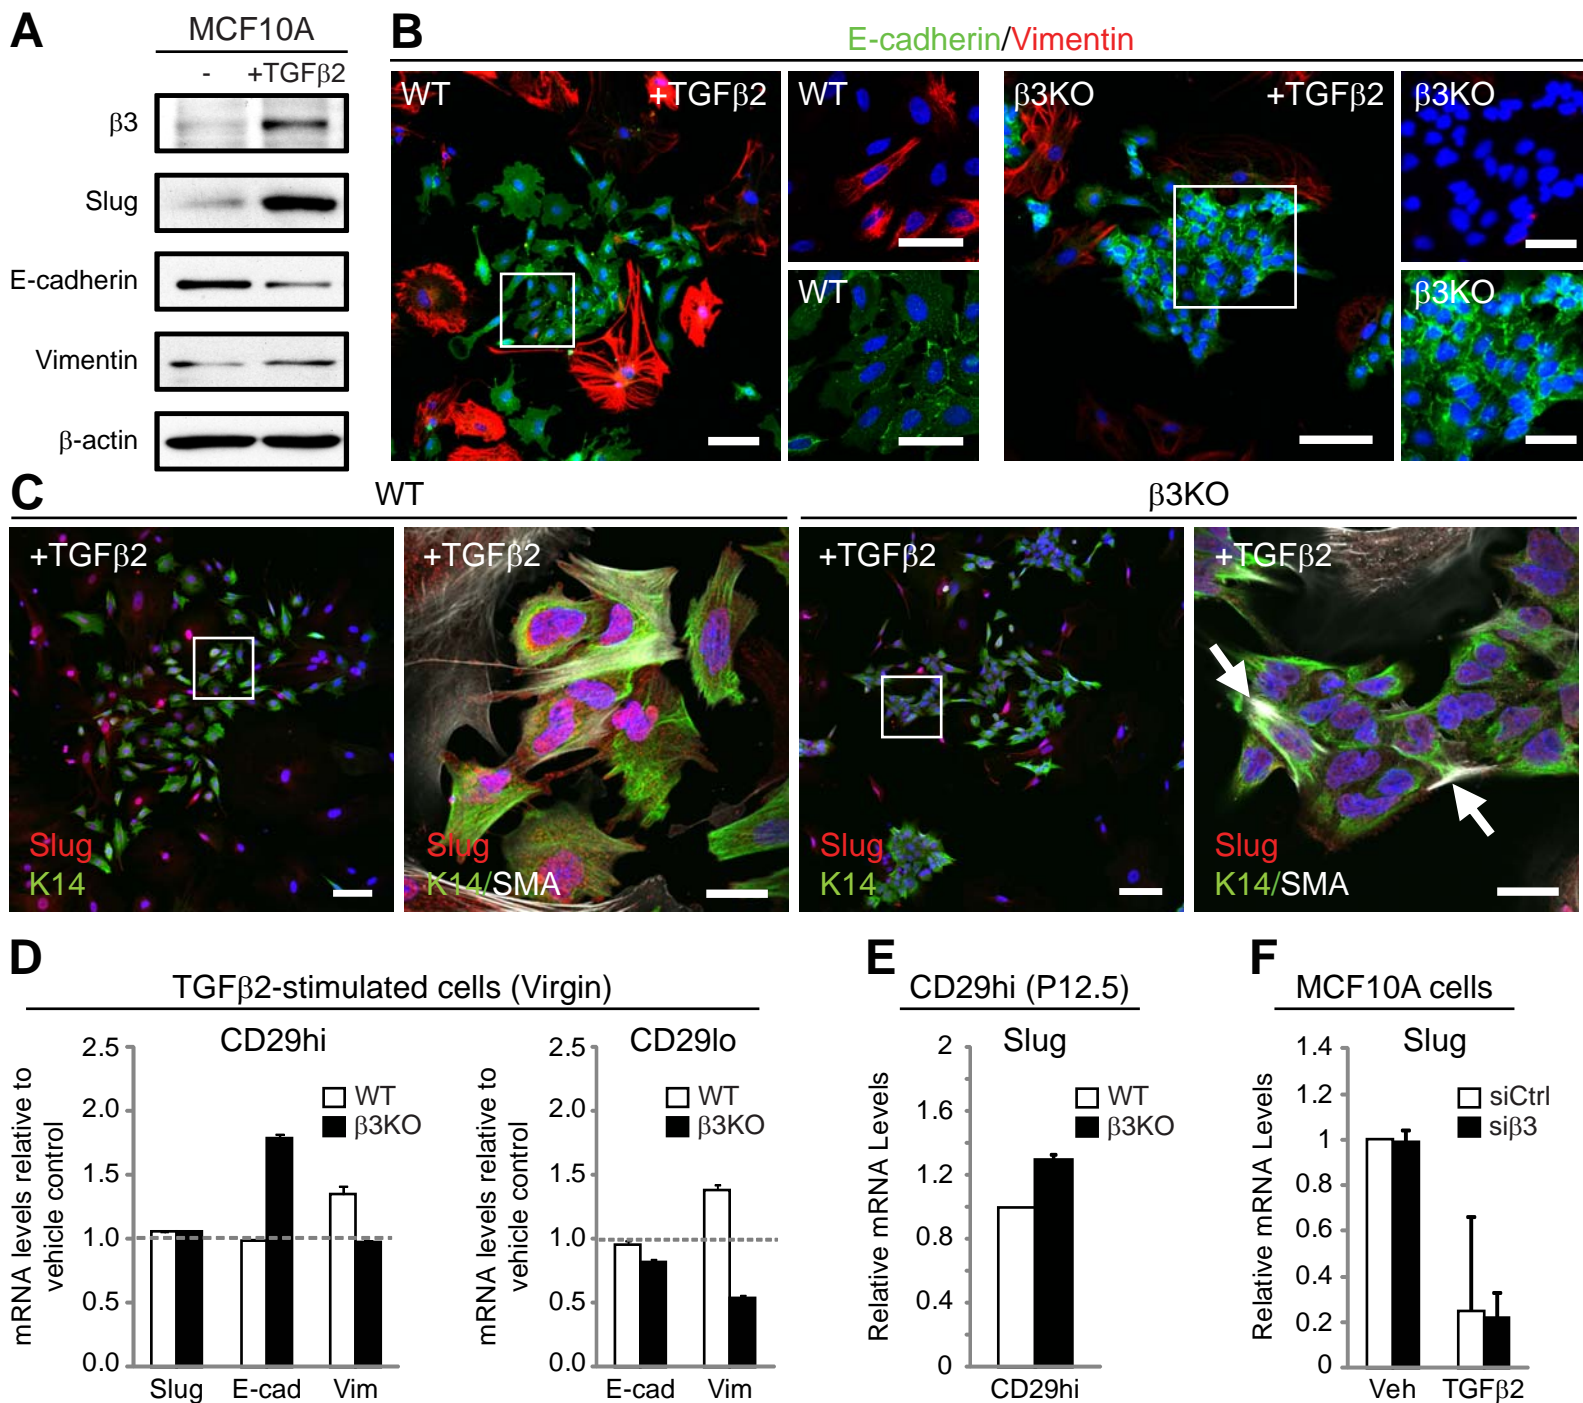 A
MCF10A
- +TGFβ2
β3
Slug
E-cadherin
Vimentin
β-actin
B
E-cadherin/Vimentin
WT +TGFβ2
WT
WT
β3KO +TGFβ2
β3KO
β3KO
C
WT
β3KO
+TGFβ2
Slug
K14
+TGFβ2
Slug
K14/SMA
+TGFβ2
Slug
K14
+TGFβ2
Slug
K14/SMA
D
TGFβ2-stimulated cells (Virgin)
CD29hi
mRNA levels relative to
vehicle control
2.5
2.0
1.5
1.0
0.5
0.0
WT
β3KO
Slug E-cad Vim
CD29lo
mRNA levels relative to
vehicle control
2.5
2.0
1.5
1.0
0.5
0.0
WT
β3KO
E-cad Vim
E
CD29hi (P12.5)
Slug
Relative mRNA Levels
2
1.6
1.2
0.8
0.4
0
WT
β3KO
CD29hi
F
MCF10A cells
Slug
Relative mRNA Levels
1.4
1.2
1
0.8
0.6
0.4
0.2
0
siCtrl
siβ3
Veh TGFβ2